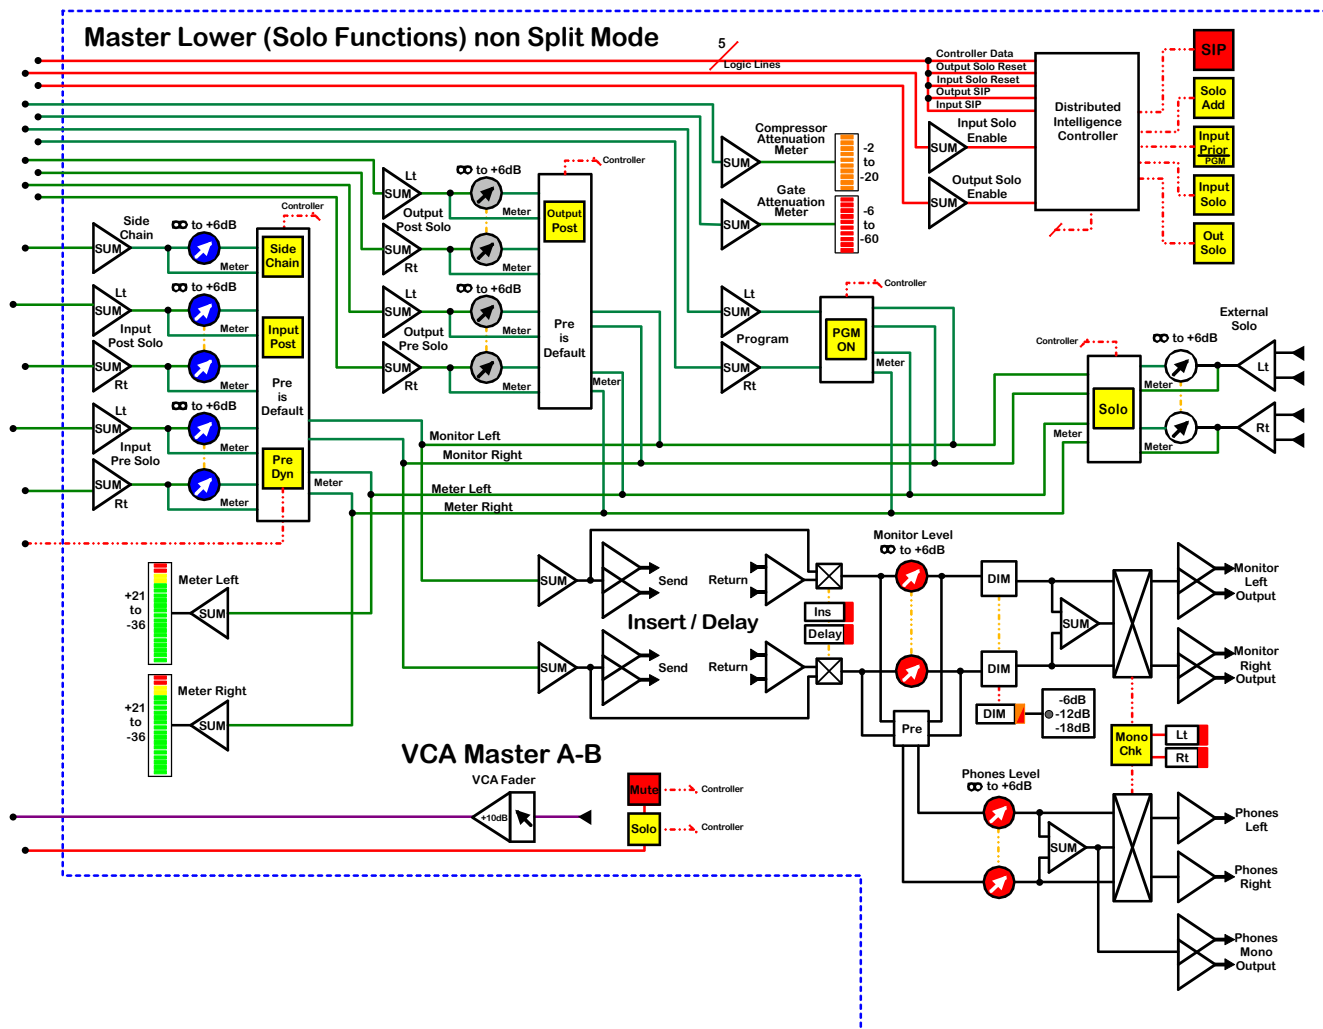 Master Lower (Solo Functions) non Split Mode
5
Logic Lines
Controller Data
Output Solo Reset
Input Solo Reset
Output SIP
Input SIP
Distributed
Intelligence
Controller
SIP
Solo
Add
Input
Prior
PGM
Input
Solo
Out
Solo
SUM
Input Solo
Enable
SUM
Output Solo
Enable
SUM
Compressor
Attenuation
Meter
-2
to
-20
SUM
Gate
Attenuation
Meter
-6
to
-60
Side
Chain
SUM
∞ to +6dB
Meter
Controller
Side
Chain
Lt
SUM
∞ to +6dB
Meter
Input
Post Solo
Input
Post
SUM
Rt
Meter
Pre
is
Default
Lt
SUM
∞ to +6dB
Meter
Input
Pre Solo
Pre
Dyn
SUM
Rt
Meter
Meter
Lt
SUM
∞ to +6dB
Meter
Output
Post Solo
Controller
Output
Post
SUM
Rt
Meter
Lt
SUM
∞ to +6dB
Meter
Output
Pre Solo
Pre
is
Default
SUM
Rt
Meter
Meter
Lt
SUM
Program
SUM
Rt
Controller
PGM
ON
Meter
External
Solo
∞ to +6dB
Controller
Lt
Meter
Solo
Rt
Meter
Meter
Monitor Left
Monitor Right
Meter Left
Meter Right
Meter Left
+21
to
-36
SUM
Meter Right
+21
to
-36
SUM
SUM
Send
Return
Insert / Delay
SUM
Send
Return
Ins
Delay
Monitor Level
∞ to +6dB
DIM
DIM
DIM
-6dB
-12dB
-18dB
SUM
Monitor
Left
Output
Monitor
Right
Output
Pre
Mono
Chk
Lt
Rt
VCA Master A-B
VCA Fader
+10dB
Mute
Controller
Solo
Controller
Phones Level
∞ to +6dB
SUM
Phones
Left
Phones
Right
Phones
Mono
Output